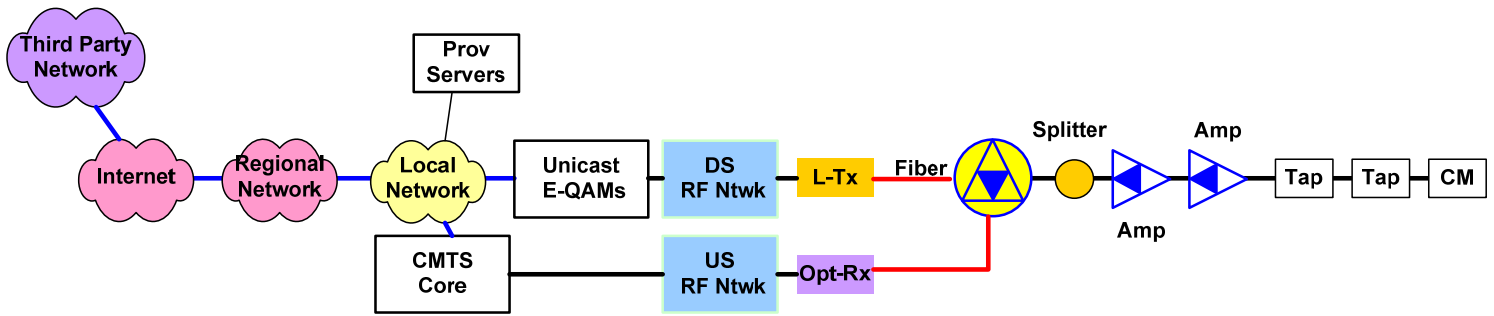 Third Party
Network
Prov
Servers
Internet
Regional
Network
Local
Network
Unicast
E-QAMs
DS
RF Ntwk
L-Tx
Fiber
Splitter
Amp
Amp
Tap
Tap
CM
CMTS
Core
US
RF Ntwk
Opt-Rx